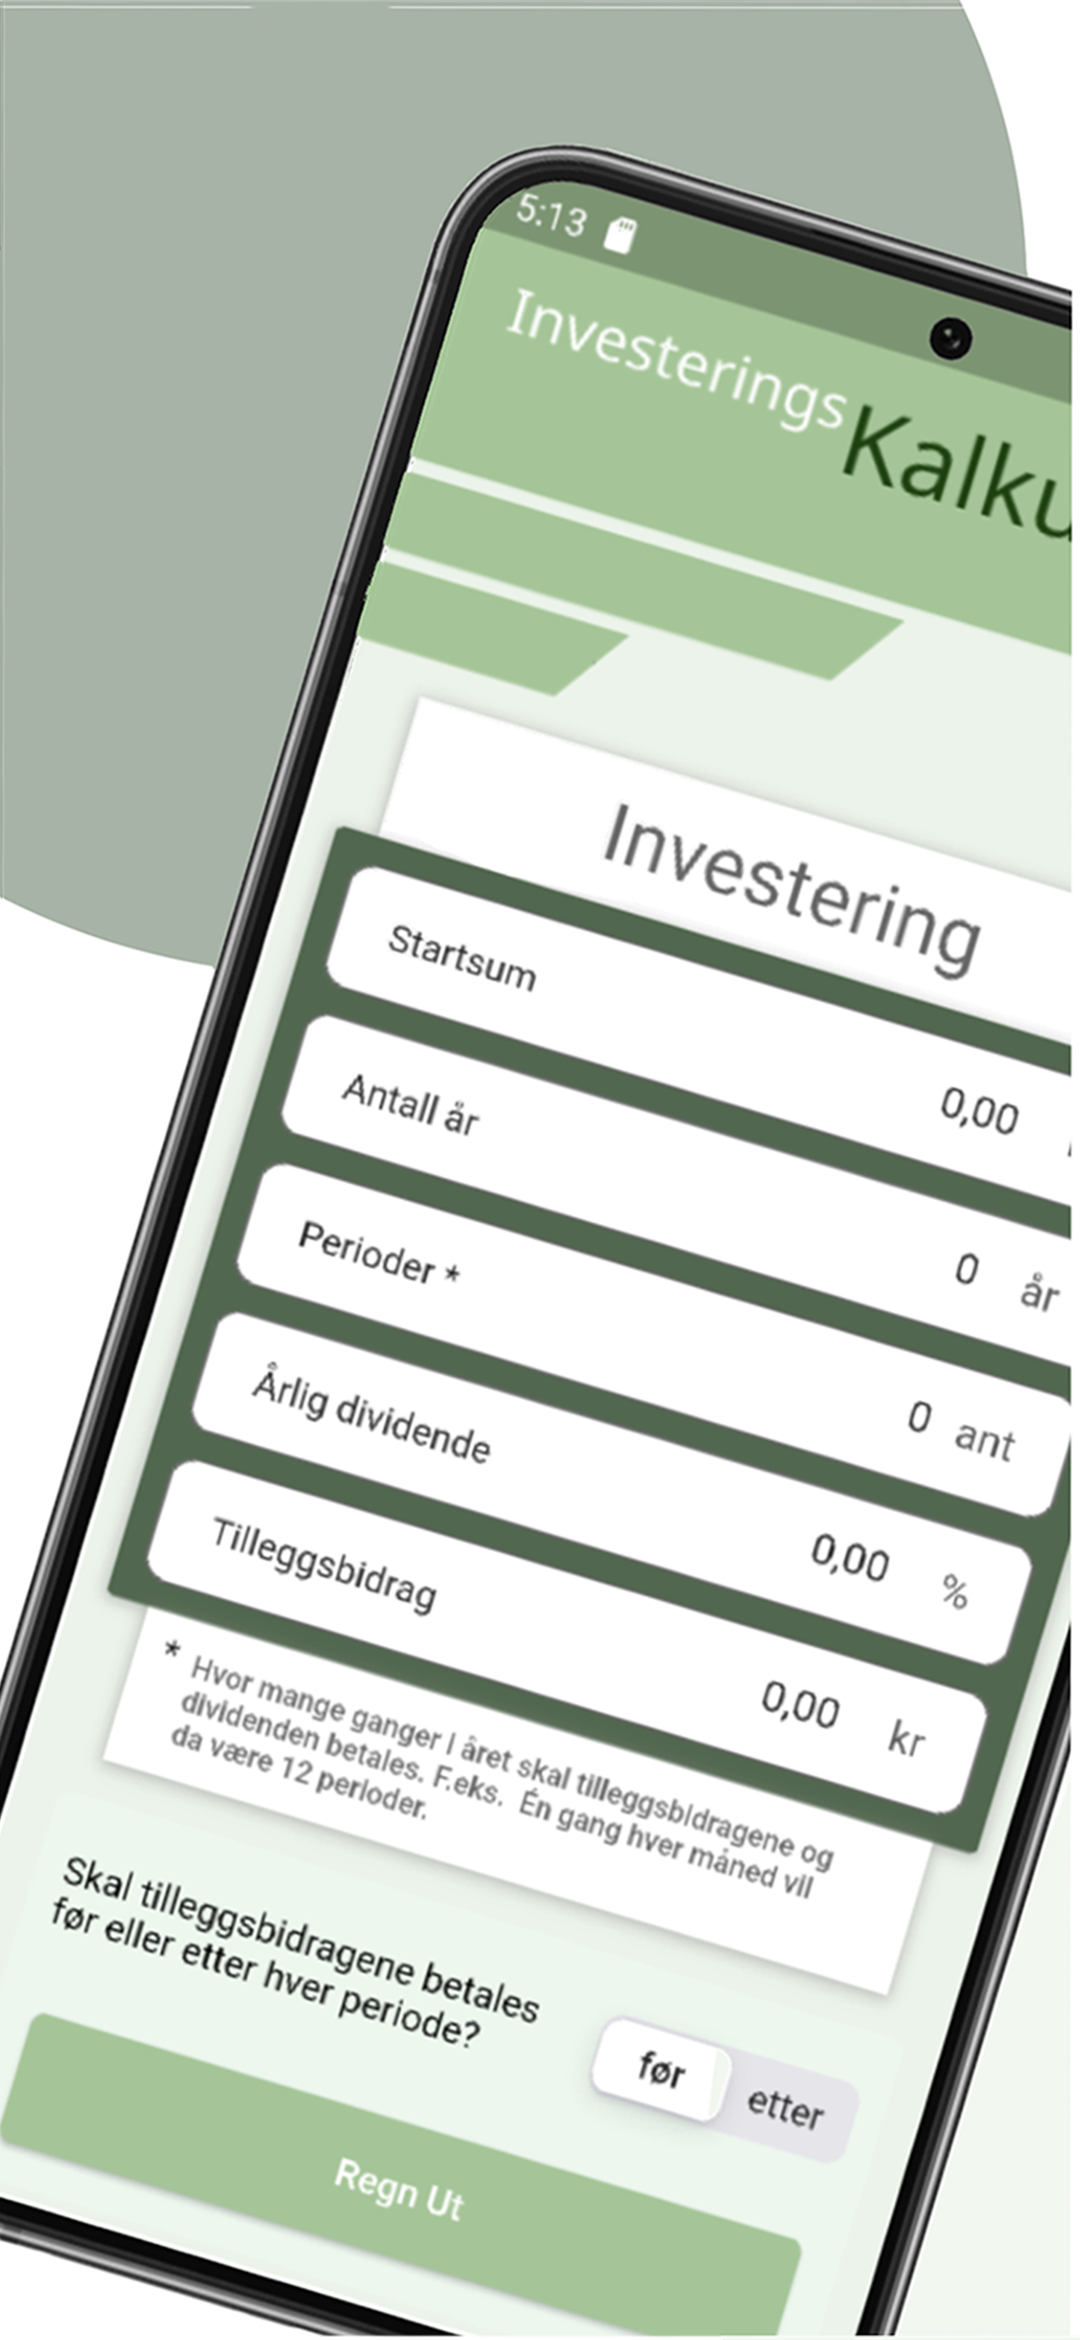 5:13
Investerings
Kalku
Investering
Startsum
0,00
Antall år
0 år
Perioder *
0 ant
Årlig dividende
0,00 %
Tilleggsbidrag
0,00 kr
* Hvor mange ganger i året skal tilleggsbidragene og
dividenden betales. F.eks. Én gang hver måned vil
da være 12 perioder.
Skal tilleggsbidragene betales
før eller etter hver periode?
før etter
Regn Ut